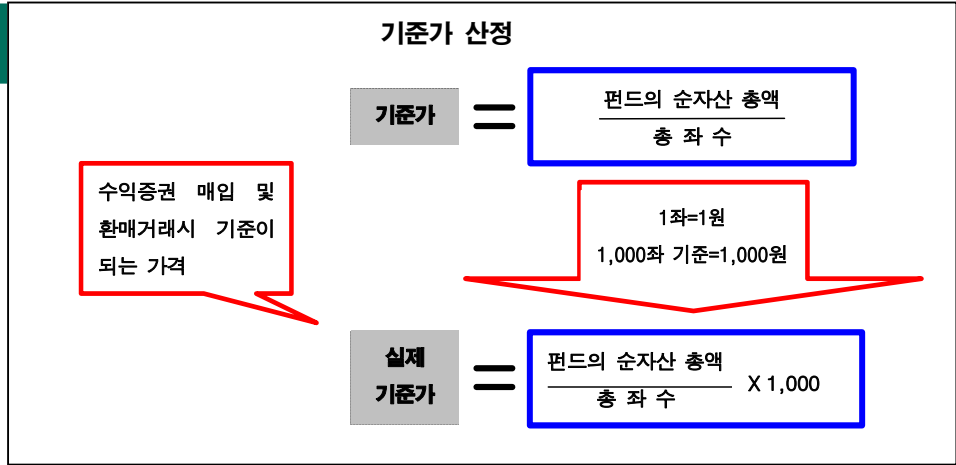 기준가 산정
기준가 = 펀드의 순자산 총액
총 좌 수
수익증권 매입 및
환매거래시 기준이
되는 가격
1좌=1원
1,000좌 기준=1,000원
실제
기준가 = 펀드의 순자산 총액
총 좌 수
X 1,000